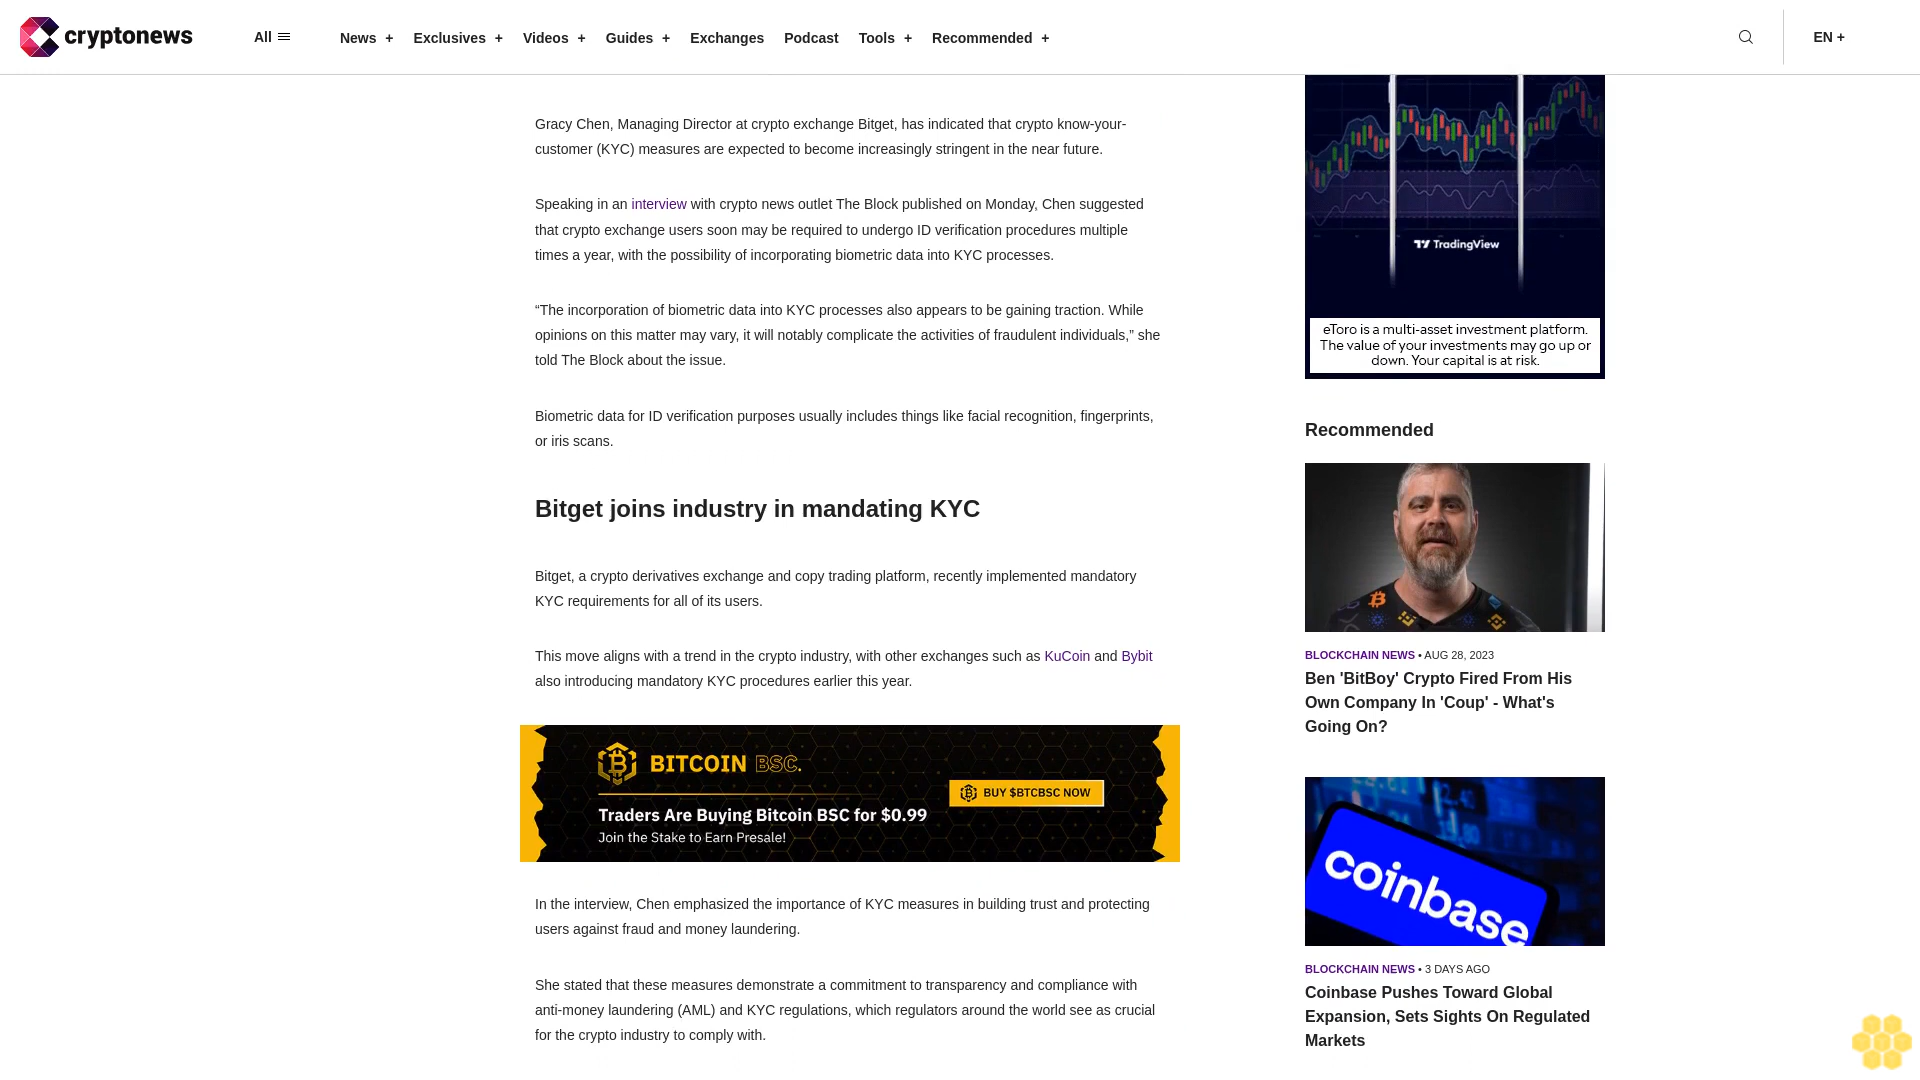 cryptonews
All
News +
Exclusives +
Videos +
Guides +
Exchanges
Podcast
Tools +
Recommended +
EN +
Gracy Chen, Managing Director at crypto exchange Bitget, has indicated that crypto know-your-
customer (KYC) measures are expected to become increasingly stringent in the near future.
Speaking in an interview with crypto news outlet The Block published on Monday, Chen suggested
that crypto exchange users soon may be required to undergo ID verification procedures multiple
times a year, with the possibility of incorporating biometric data into KYC processes.
“The incorporation of biometric data into KYC processes also appears to be gaining traction. While
opinions on this matter may vary, it will notably complicate the activities of fraudulent individuals,” she
told The Block about the issue.
Biometric data for ID verification purposes usually includes things like facial recognition, fingerprints,
or iris scans.
Bitget joins industry in mandating KYC
Bitget, a crypto derivatives exchange and copy trading platform, recently implemented mandatory
KYC requirements for all of its users.
This move aligns with a trend in the crypto industry, with other exchanges such as KuCoin and Bybit
also introducing mandatory KYC procedures earlier this year.
BITCOIN BSC.
Traders Are Buying Bitcoin BSC for $0.99
Join the Stake to Earn Presale!
BUY $BTCBSC NOW
In the interview, Chen emphasized the importance of KYC measures in building trust and protecting
users against fraud and money laundering.
She stated that these measures demonstrate a commitment to transparency and compliance with
anti-money laundering (AML) and KYC regulations, which regulators around the world see as crucial
for the crypto industry to comply with.
TradingView
eToro is a multi-asset investment platform.
The value of your investments may go up or
down. Your capital is at risk.
Recommended
BLOCKCHAIN NEWS • AUG 28, 2023
Ben 'BitBoy' Crypto Fired From His
Own Company In 'Coup' - What's
Going On?
coinbase
BLOCKCHAIN NEWS • 3 DAYS AGO
Coinbase Pushes Toward Global
Expansion, Sets Sights On Regulated
Markets